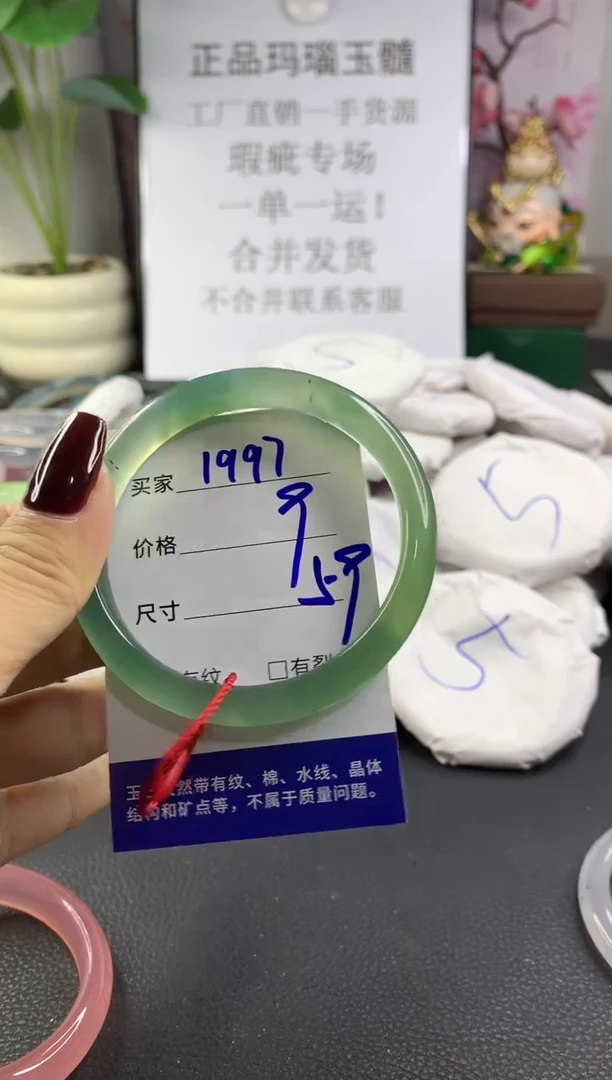 正品玛瑙玉髓
工厂直销一手货源
瑕疵专场
一单一运！
合并发货
不合并联系客服
买家 1997
价格 9
尺寸 59
有纹 □有裂
玉 然带有纹、棉、水线、晶体
结构和矿点等，不属于质量问题。
5
5
5